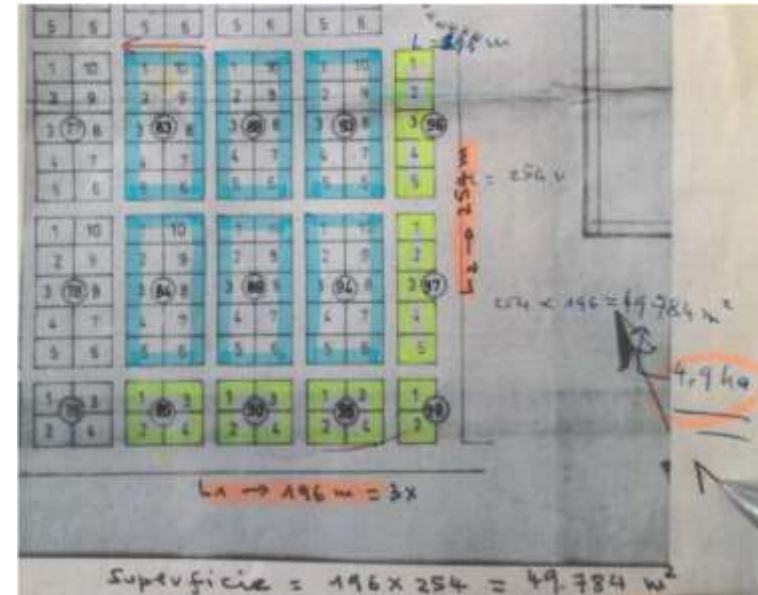 5 6 5 6 5 6 5 6
L = 196 m
1 10 1 10 1 10 1 10 1
2 9 2 9 2 9 2 9 2
3 77 8 3 83 8 3 88 8 3 93 8 3 96
4 7 4 7 4 7 4 7 4
5 6 5 6 5 6 5 6 5
L2 → 254 m
= 254
1 10 10 1 10 1 10 1
2 9 2 9 2 9 2 9 2
3 78 8 3 84 8 3 89 8 3 94 8 3 97
4 7 4 7 4 7 4 7 4
5 6 5 6 5 6 5 6 5
254 × 196 = 49.784 m²
4,9 ha
1 3 1 3 1 3 1 3 1
2 4 2 4 2 4 2 4 2
L1 → 196 m = 3x
Superficie = 196 x 254 = 49.784 m²